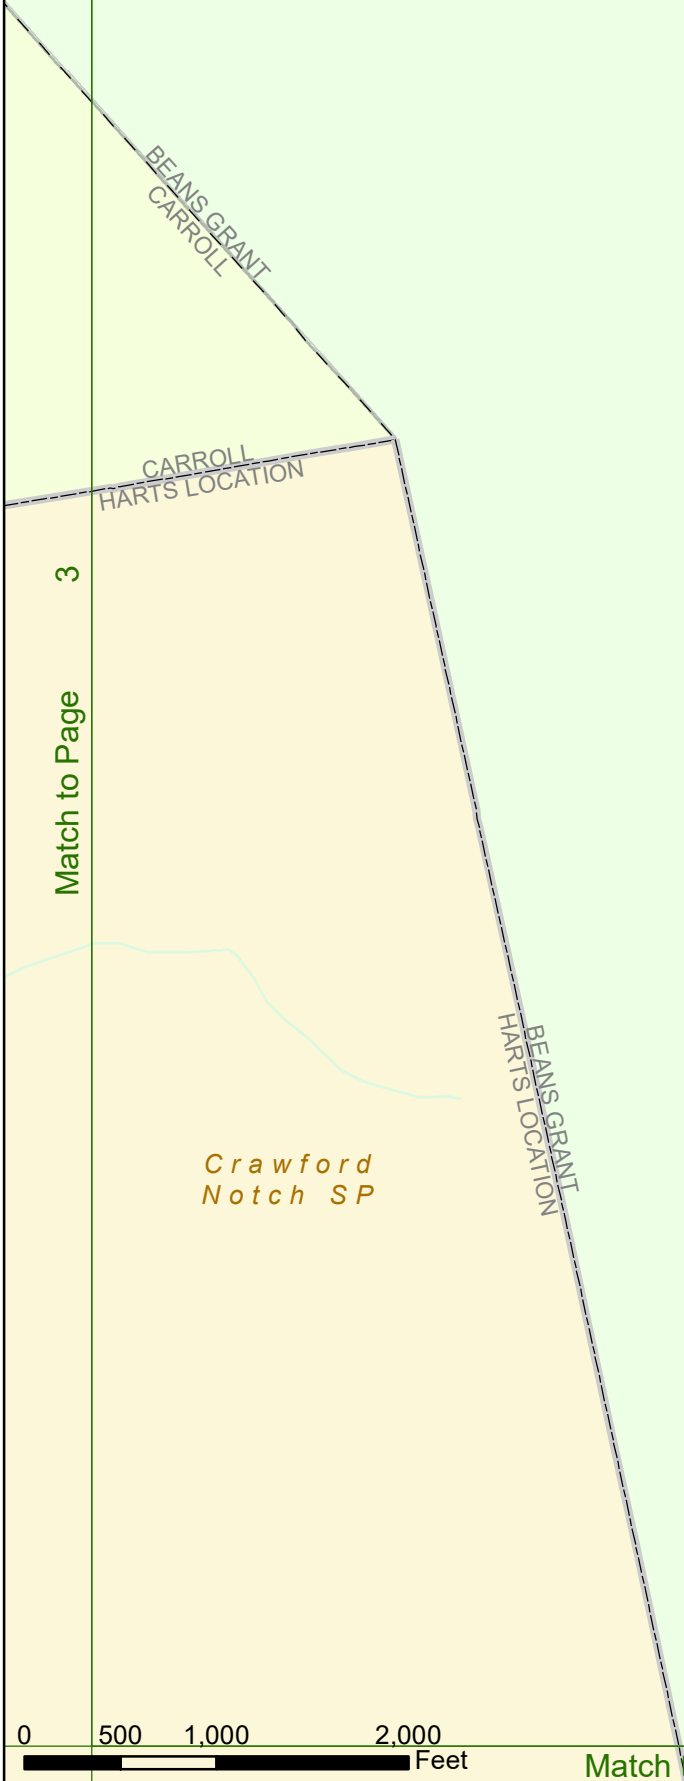 BEANS GRANT
CARROLL
CARROLL
HARTS LOCATION
Match to Page 3
BEANS GRANT
HARTS LOCATION
Crawford
Notch SP
0 500 1,000 2,000
Feet
Match